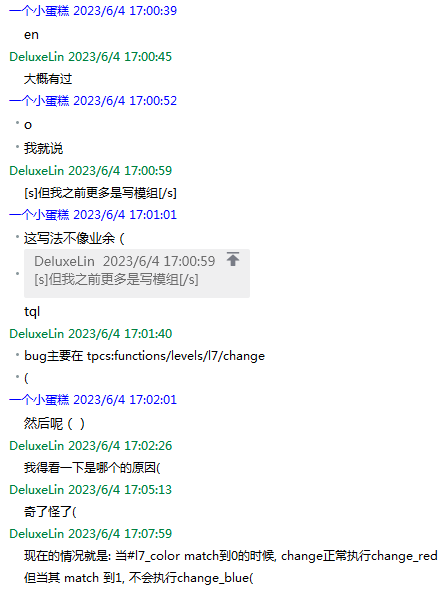 一个小蛋糕 2023/6/4 17:00:39
en
DeluxeLin 2023/6/4 17:00:45
大概有过
一个小蛋糕 2023/6/4 17:00:52
o
我就说
DeluxeLin 2023/6/4 17:00:59
[s]但我之前更多是写模组[/s]
一个小蛋糕 2023/6/4 17:01:01
这写法不像业余（
DeluxeLin 2023/6/4 17:00:59
[s]但我之前更多是写模组[/s]
tql
DeluxeLin 2023/6/4 17:01:40
bug主要在 tpcs:functions/levels/l7/change
(
一个小蛋糕 2023/6/4 17:02:01
然后呢（ ）
DeluxeLin 2023/6/4 17:02:26
我得看一下是哪个的原因(
DeluxeLin 2023/6/4 17:05:13
奇了怪了(
DeluxeLin 2023/6/4 17:07:59
现在的情况就是: 当#l7_color match到0的时候, change正常执行change_red
但当其 match 到1, 不会执行change_blue(